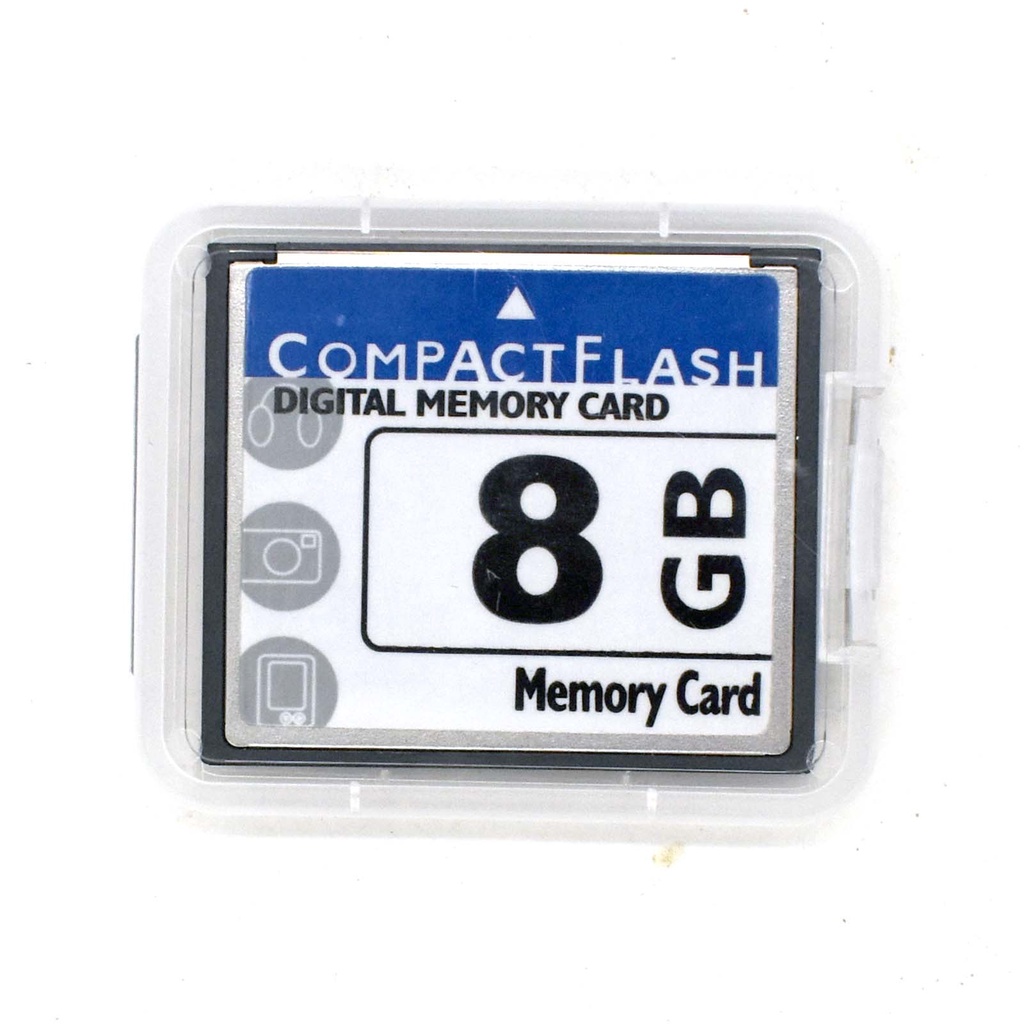 COMPACTFLASH
DIGITAL MEMORY CARD
8 GB
Memory Card